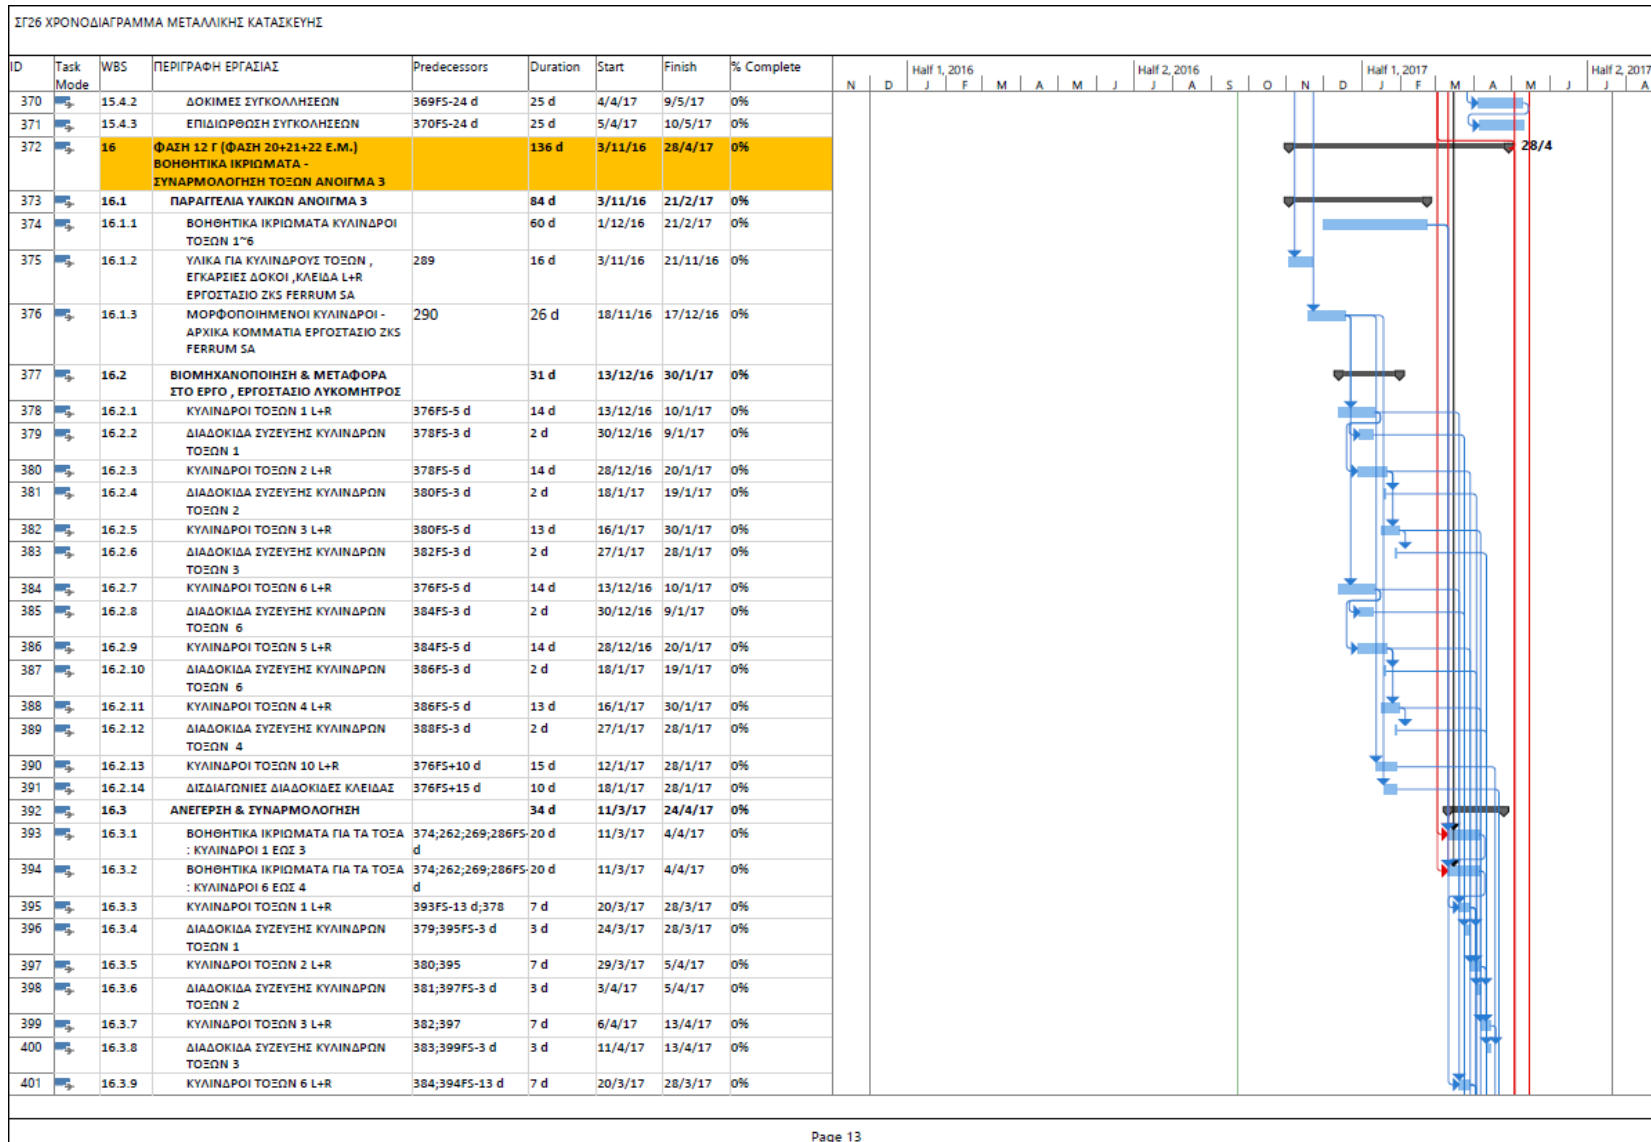 ΣΓ26 ΧΡΟΝΟΔΙΑΓΡΑΜΜΑ ΜΕΤΑΛΛΙΚΗΣ ΚΑΤΑΣΚΕΥΗΣ
ID Task WBS ΠΕΡΙΓΡΑΦΗ ΕΡΓΑΣΙΑΣ Predecessors Duration Start Finish % Complete
Mode
Half 1, 2016 Half 2, 2016 Half 1, 2017 Half 2, 2017
N D J F M A M J J A S O N D J F M A M J J A
370 15.4.2 ΔΟΚΙΜΕΣ ΣΥΓΚΟΛΛΗΣΕΩΝ 369FS-24 d 25 d 4/4/17 9/5/17 0%
371 15.4.3 ΕΠΙΔΙΩΡΘΩΣΗ ΣΥΓΚΟΛΗΣΕΩΝ 370FS-24 d 25 d 5/4/17 10/5/17 0%
372 16 ΦΑΣΗ 12 Γ (ΦΑΣΗ 20+21+22 Ε.Μ.) 136 d 3/11/16 28/4/17 0% 28/4
ΒΟΗΘΗΤΙΚΑ ΙΚΡΙΩΜΑΤΑ -
ΣΥΝΑΡΜΟΛΟΓΗΣΗ ΤΟΞΩΝ ΑΝΟΙΓΜΑ 3
373 16.1 ΠΑΡΑΓΓΕΛΙΑ ΥΛΙΚΩΝ ΑΝΟΙΓΜΑ 3 84 d 3/11/16 21/2/17 0%
374 16.1.1 ΒΟΗΘΗΤΙΚΑ ΙΚΡΙΩΜΑΤΑ ΚΥΛΙΝΔΡΟΙ 60 d 1/12/16 21/2/17 0%
ΤΟΞΩΝ 1~6
375 16.1.2 ΥΛΙΚΑ ΓΙΑ ΚΥΛΙΝΔΡΟΥΣ ΤΟΞΩΝ , 289 16 d 3/11/16 21/11/16 0%
ΕΓΚΑΡΣΙΕΣ ΔΟΚΟΙ ,ΚΛΕΙΔΑ L+R
ΕΡΓΟΣΤΑΣΙΟ ZKS FERRUM SA
376 16.1.3 ΜΟΡΦΟΠΟΙΗΜΕΝΟΙ ΚΥΛΙΝΔΡΟΙ - 290 26 d 18/11/16 17/12/16 0%
ΑΡΧΙΚΑ ΚΟΜΜΑΤΙΑ ΕΡΓΟΣΤΑΣΙΟ ZKS
FERRUM SA
377 16.2 ΒΙΟΜΗΧΑΝΟΠΟΙΗΣΗ & ΜΕΤΑΦΟΡΑ 31 d 13/12/16 30/1/17 0%
ΣΤΟ ΕΡΓΟ , ΕΡΓΟΣΤΑΣΙΟ ΛΥΚΟΜΗΤΡΟΣ
378 16.2.1 ΚΥΛΙΝΔΡΟΙ ΤΟΞΩΝ 1 L+R 376FS-5 d 14 d 13/12/16 10/1/17 0%
379 16.2.2 ΔΙΑΔΟΚΙΔΑ ΣΥΖΕΥΞΗΣ ΚΥΛΙΝΔΡΩΝ 378FS-3 d 2 d 30/12/16 9/1/17 0%
ΤΟΞΩΝ 1
380 16.2.3 ΚΥΛΙΝΔΡΟΙ ΤΟΞΩΝ 2 L+R 378FS-5 d 14 d 28/12/16 20/1/17 0%
381 16.2.4 ΔΙΑΔΟΚΙΔΑ ΣΥΖΕΥΞΗΣ ΚΥΛΙΝΔΡΩΝ 380FS-3 d 2 d 18/1/17 19/1/17 0%
ΤΟΞΩΝ 2
382 16.2.5 ΚΥΛΙΝΔΡΟΙ ΤΟΞΩΝ 3 L+R 380FS-5 d 13 d 16/1/17 30/1/17 0%
383 16.2.6 ΔΙΑΔΟΚΙΔΑ ΣΥΖΕΥΞΗΣ ΚΥΛΙΝΔΡΩΝ 382FS-3 d 2 d 27/1/17 28/1/17 0%
ΤΟΞΩΝ 3
384 16.2.7 ΚΥΛΙΝΔΡΟΙ ΤΟΞΩΝ 6 L+R 376FS-5 d 14 d 13/12/16 10/1/17 0%
385 16.2.8 ΔΙΑΔΟΚΙΔΑ ΣΥΖΕΥΞΗΣ ΚΥΛΙΝΔΡΩΝ 384FS-3 d 2 d 30/12/16 9/1/17 0%
ΤΟΞΩΝ 6
386 16.2.9 ΚΥΛΙΝΔΡΟΙ ΤΟΞΩΝ 5 L+R 384FS-5 d 14 d 28/12/16 20/1/17 0%
387 16.2.10 ΔΙΑΔΟΚΙΔΑ ΣΥΖΕΥΞΗΣ ΚΥΛΙΝΔΡΩΝ 386FS-3 d 2 d 18/1/17 19/1/17 0%
ΤΟΞΩΝ 6
388 16.2.11 ΚΥΛΙΝΔΡΟΙ ΤΟΞΩΝ 4 L+R 386FS-5 d 13 d 16/1/17 30/1/17 0%
389 16.2.12 ΔΙΑΔΟΚΙΔΑ ΣΥΖΕΥΞΗΣ ΚΥΛΙΝΔΡΩΝ 388FS-3 d 2 d 27/1/17 28/1/17 0%
ΤΟΞΩΝ 4
390 16.2.13 ΚΥΛΙΝΔΡΟΙ ΤΟΞΩΝ 10 L+R 376FS+10 d 15 d 12/1/17 28/1/17 0%
391 16.2.14 ΔΙΣΔΙΑΓΩΝΙΕΣ ΔΙΑΔΟΚΙΔΕΣ ΚΛΕΙΔΑΣ 376FS+15 d 10 d 18/1/17 28/1/17 0%
392 16.3 ΑΝΕΓΕΡΣΗ & ΣΥΝΑΡΜΟΛΟΓΗΣΗ 34 d 11/3/17 24/4/17 0%
393 16.3.1 ΒΟΗΘΗΤΙΚΑ ΙΚΡΙΩΜΑΤΑ ΓΙΑ ΤΑ ΤΟΞΑ 374;262;269;286FS- 20 d 11/3/17 4/4/17 0%
: ΚΥΛΙΝΔΡΟΙ 1 ΕΩΣ 3 d
394 16.3.2 ΒΟΗΘΗΤΙΚΑ ΙΚΡΙΩΜΑΤΑ ΓΙΑ ΤΑ ΤΟΞΑ 374;262;269;286FS- 20 d 11/3/17 4/4/17 0%
: ΚΥΛΙΝΔΡΟΙ 6 ΕΩΣ 4 d
395 16.3.3 ΚΥΛΙΝΔΡΟΙ ΤΟΞΩΝ 1 L+R 393FS-13 d;378 7 d 20/3/17 28/3/17 0%
396 16.3.4 ΔΙΑΔΟΚΙΔΑ ΣΥΖΕΥΞΗΣ ΚΥΛΙΝΔΡΩΝ 379;395FS-3 d 3 d 24/3/17 28/3/17 0%
ΤΟΞΩΝ 1
397 16.3.5 ΚΥΛΙΝΔΡΟΙ ΤΟΞΩΝ 2 L+R 380;395 7 d 29/3/17 5/4/17 0%
398 16.3.6 ΔΙΑΔΟΚΙΔΑ ΣΥΖΕΥΞΗΣ ΚΥΛΙΝΔΡΩΝ 381;397FS-3 d 3 d 3/4/17 5/4/17 0%
ΤΟΞΩΝ 2
399 16.3.7 ΚΥΛΙΝΔΡΟΙ ΤΟΞΩΝ 3 L+R 382;397 7 d 6/4/17 13/4/17 0%
400 16.3.8 ΔΙΑΔΟΚΙΔΑ ΣΥΖΕΥΞΗΣ ΚΥΛΙΝΔΡΩΝ 383;399FS-3 d 3 d 11/4/17 13/4/17 0%
ΤΟΞΩΝ 3
401 16.3.9 ΚΥΛΙΝΔΡΟΙ ΤΟΞΩΝ 6 L+R 384;394FS-13 d 7 d 20/3/17 28/3/17 0%
Page 13